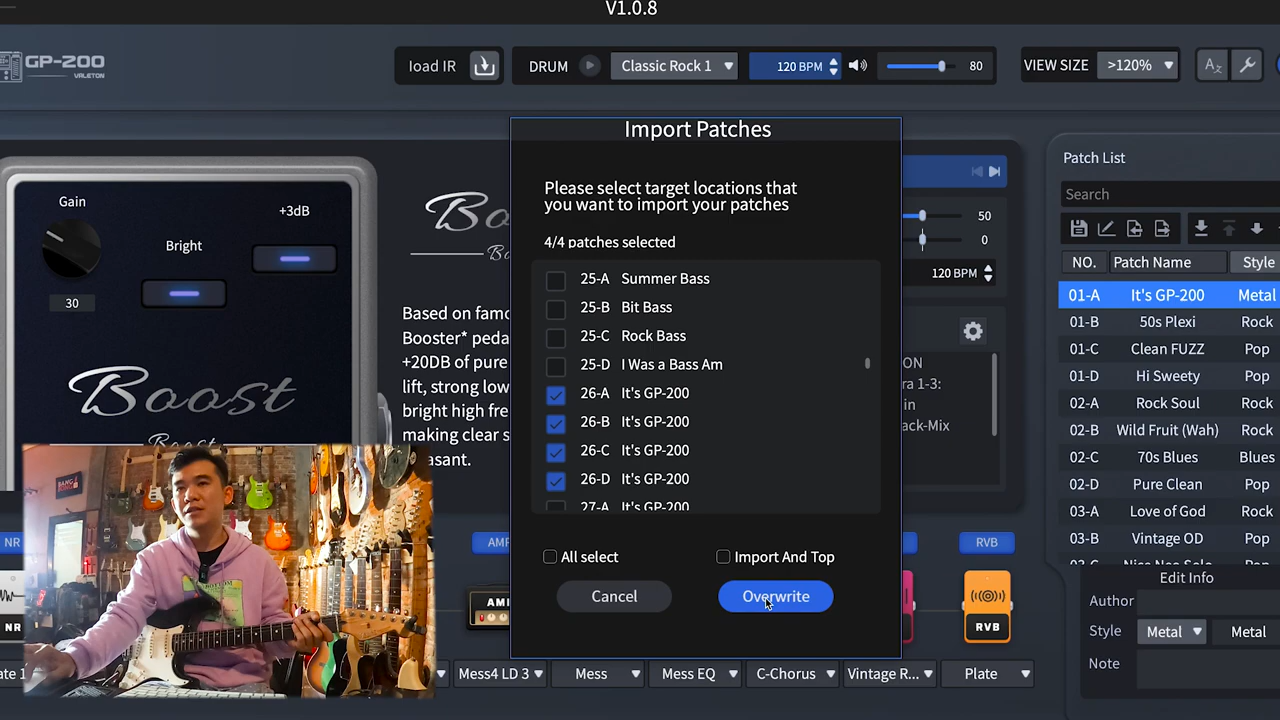 V1.0.8
GP-200
VALETON
load IR
DRUM
Classic Rock 1
120 BPM
80
VIEW SIZE
>120%
Import Patches
Please select target locations that
you want to import your patches
4/4 patches selected
25-A Summer Bass
25-B Bit Bass
25-C Rock Bass
25-D I Was a Bass Am
26-A It's GP-200
26-B It's GP-200
26-C It's GP-200
26-D It's GP-200
27-A It's GP-200
All select
Import And Top
Cancel
Overwrite
Gain
30
Bright
+3dB
Boost
Bo
Based on famo
Booster* peda
+20DB of pure
lift, strong low
bright high fre
making clear s
asant.
50
0
120 BPM
ON
ra 1-3:
in
ack-Mix
Patch List
Search
NO. Patch Name Style
01-A It's GP-200 Metal
01-B 50s Plexi Rock
01-C Clean FUZZ Pop
01-D Hi Sweety Pop
02-A Rock Soul Rock
02-B Wild Fruit (Wah) Rock
02-C 70s Blues Blues
02-D Pure Clean Pop
03-A Love of God Rock
03-B Vintage OD Pop
Edit Info
Author
Style Metal Metal
Note
NR
AMP
RVB
NR
RVB
ate 1
Mess4 LD 3
Mess
Mess EQ
C-Chorus
Vintage R...
Plate